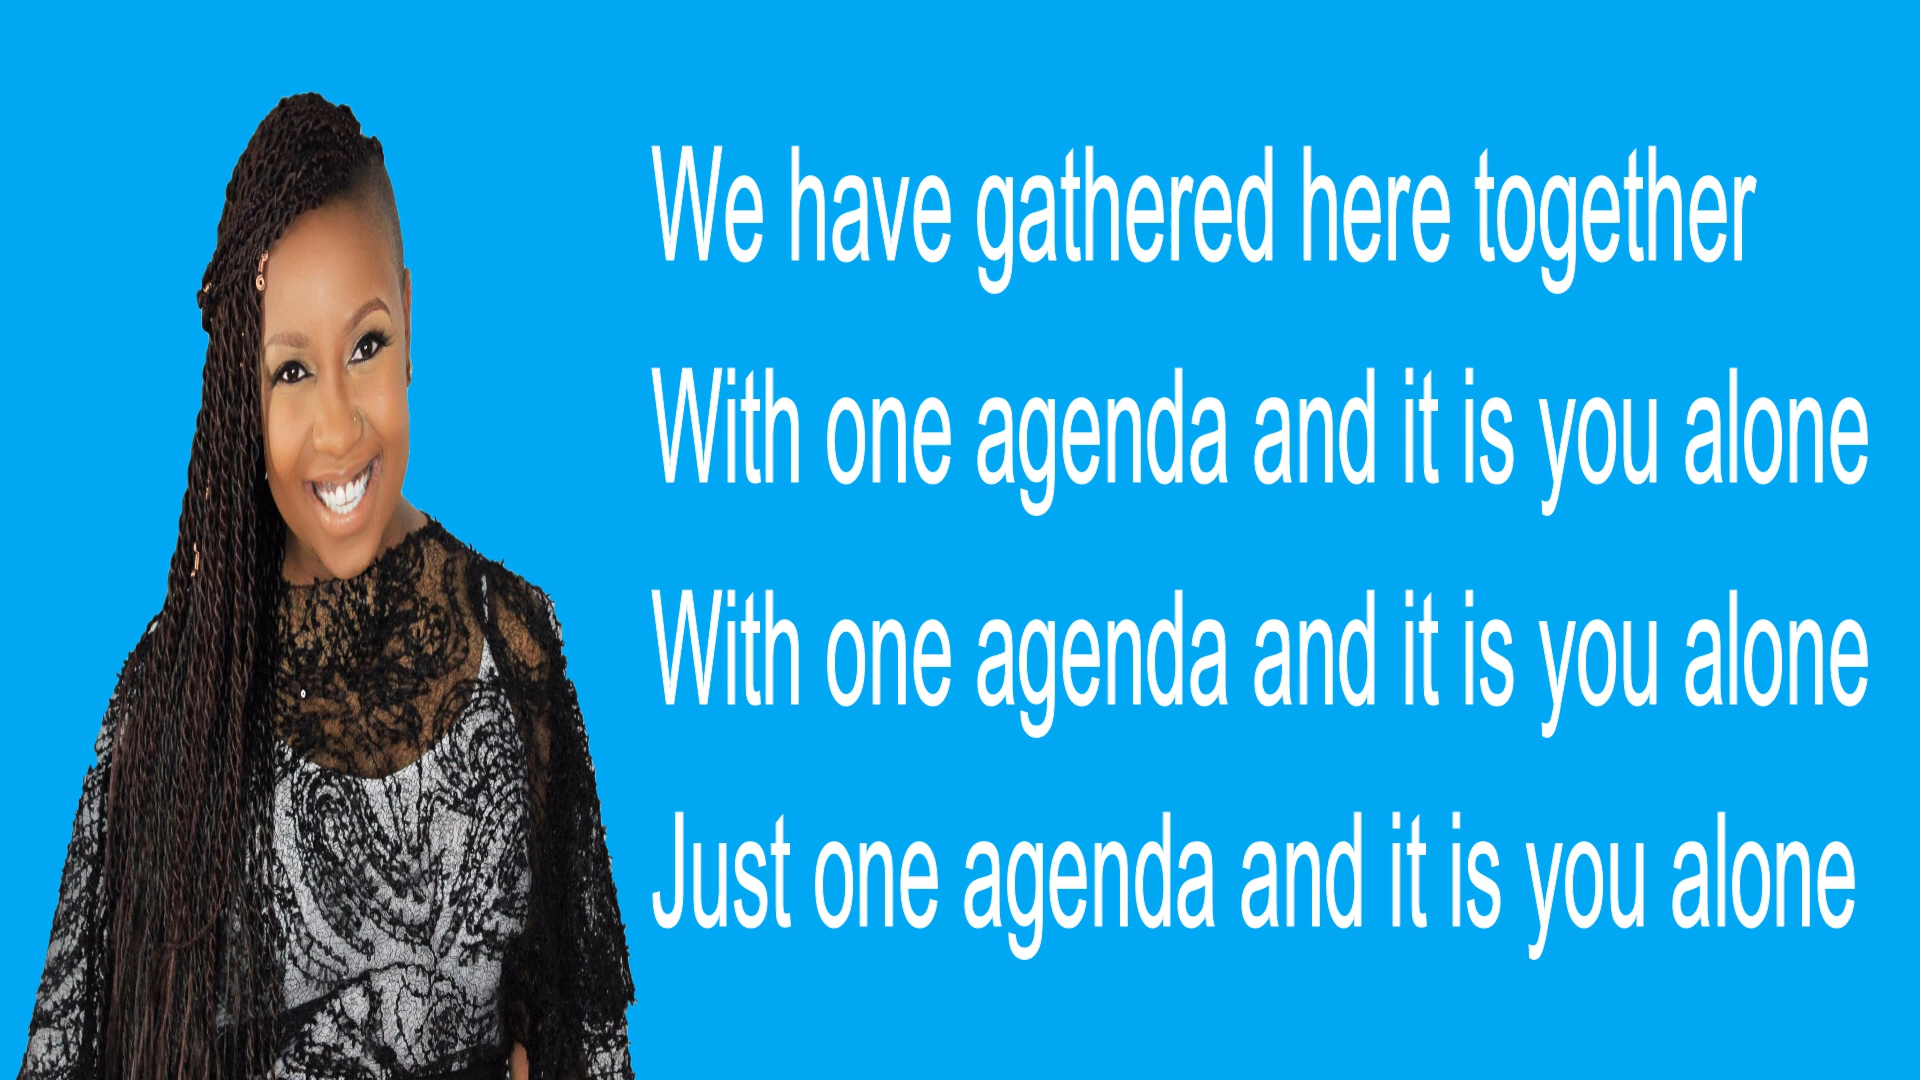 We have gathered here together
With one agenda and it is you alone
With one agenda and it is you alone
Just one agenda and it is you alone